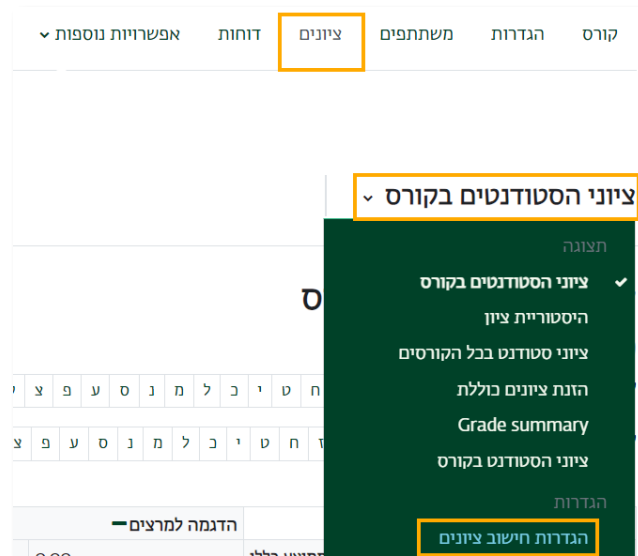 קורס הגדרות משתתפים ציונים דוחות אפשרויות נוספות
ציוני הסטודנטים בקורס
תצוגה
ציוני הסטודנטים בקורס
היסטוריית ציון
ציוני סטודנט בכל הקורסים
הזנת ציונים כוללת
Grade summary
ציוני הסטודנט בקורס
הגדרות
הגדרות חישוב ציונים
ס
ח ט י כ ל מ נ ס ע פ צ
ז ח ט י כ ל מ נ ס ע פ צ
הדגמה למרצים